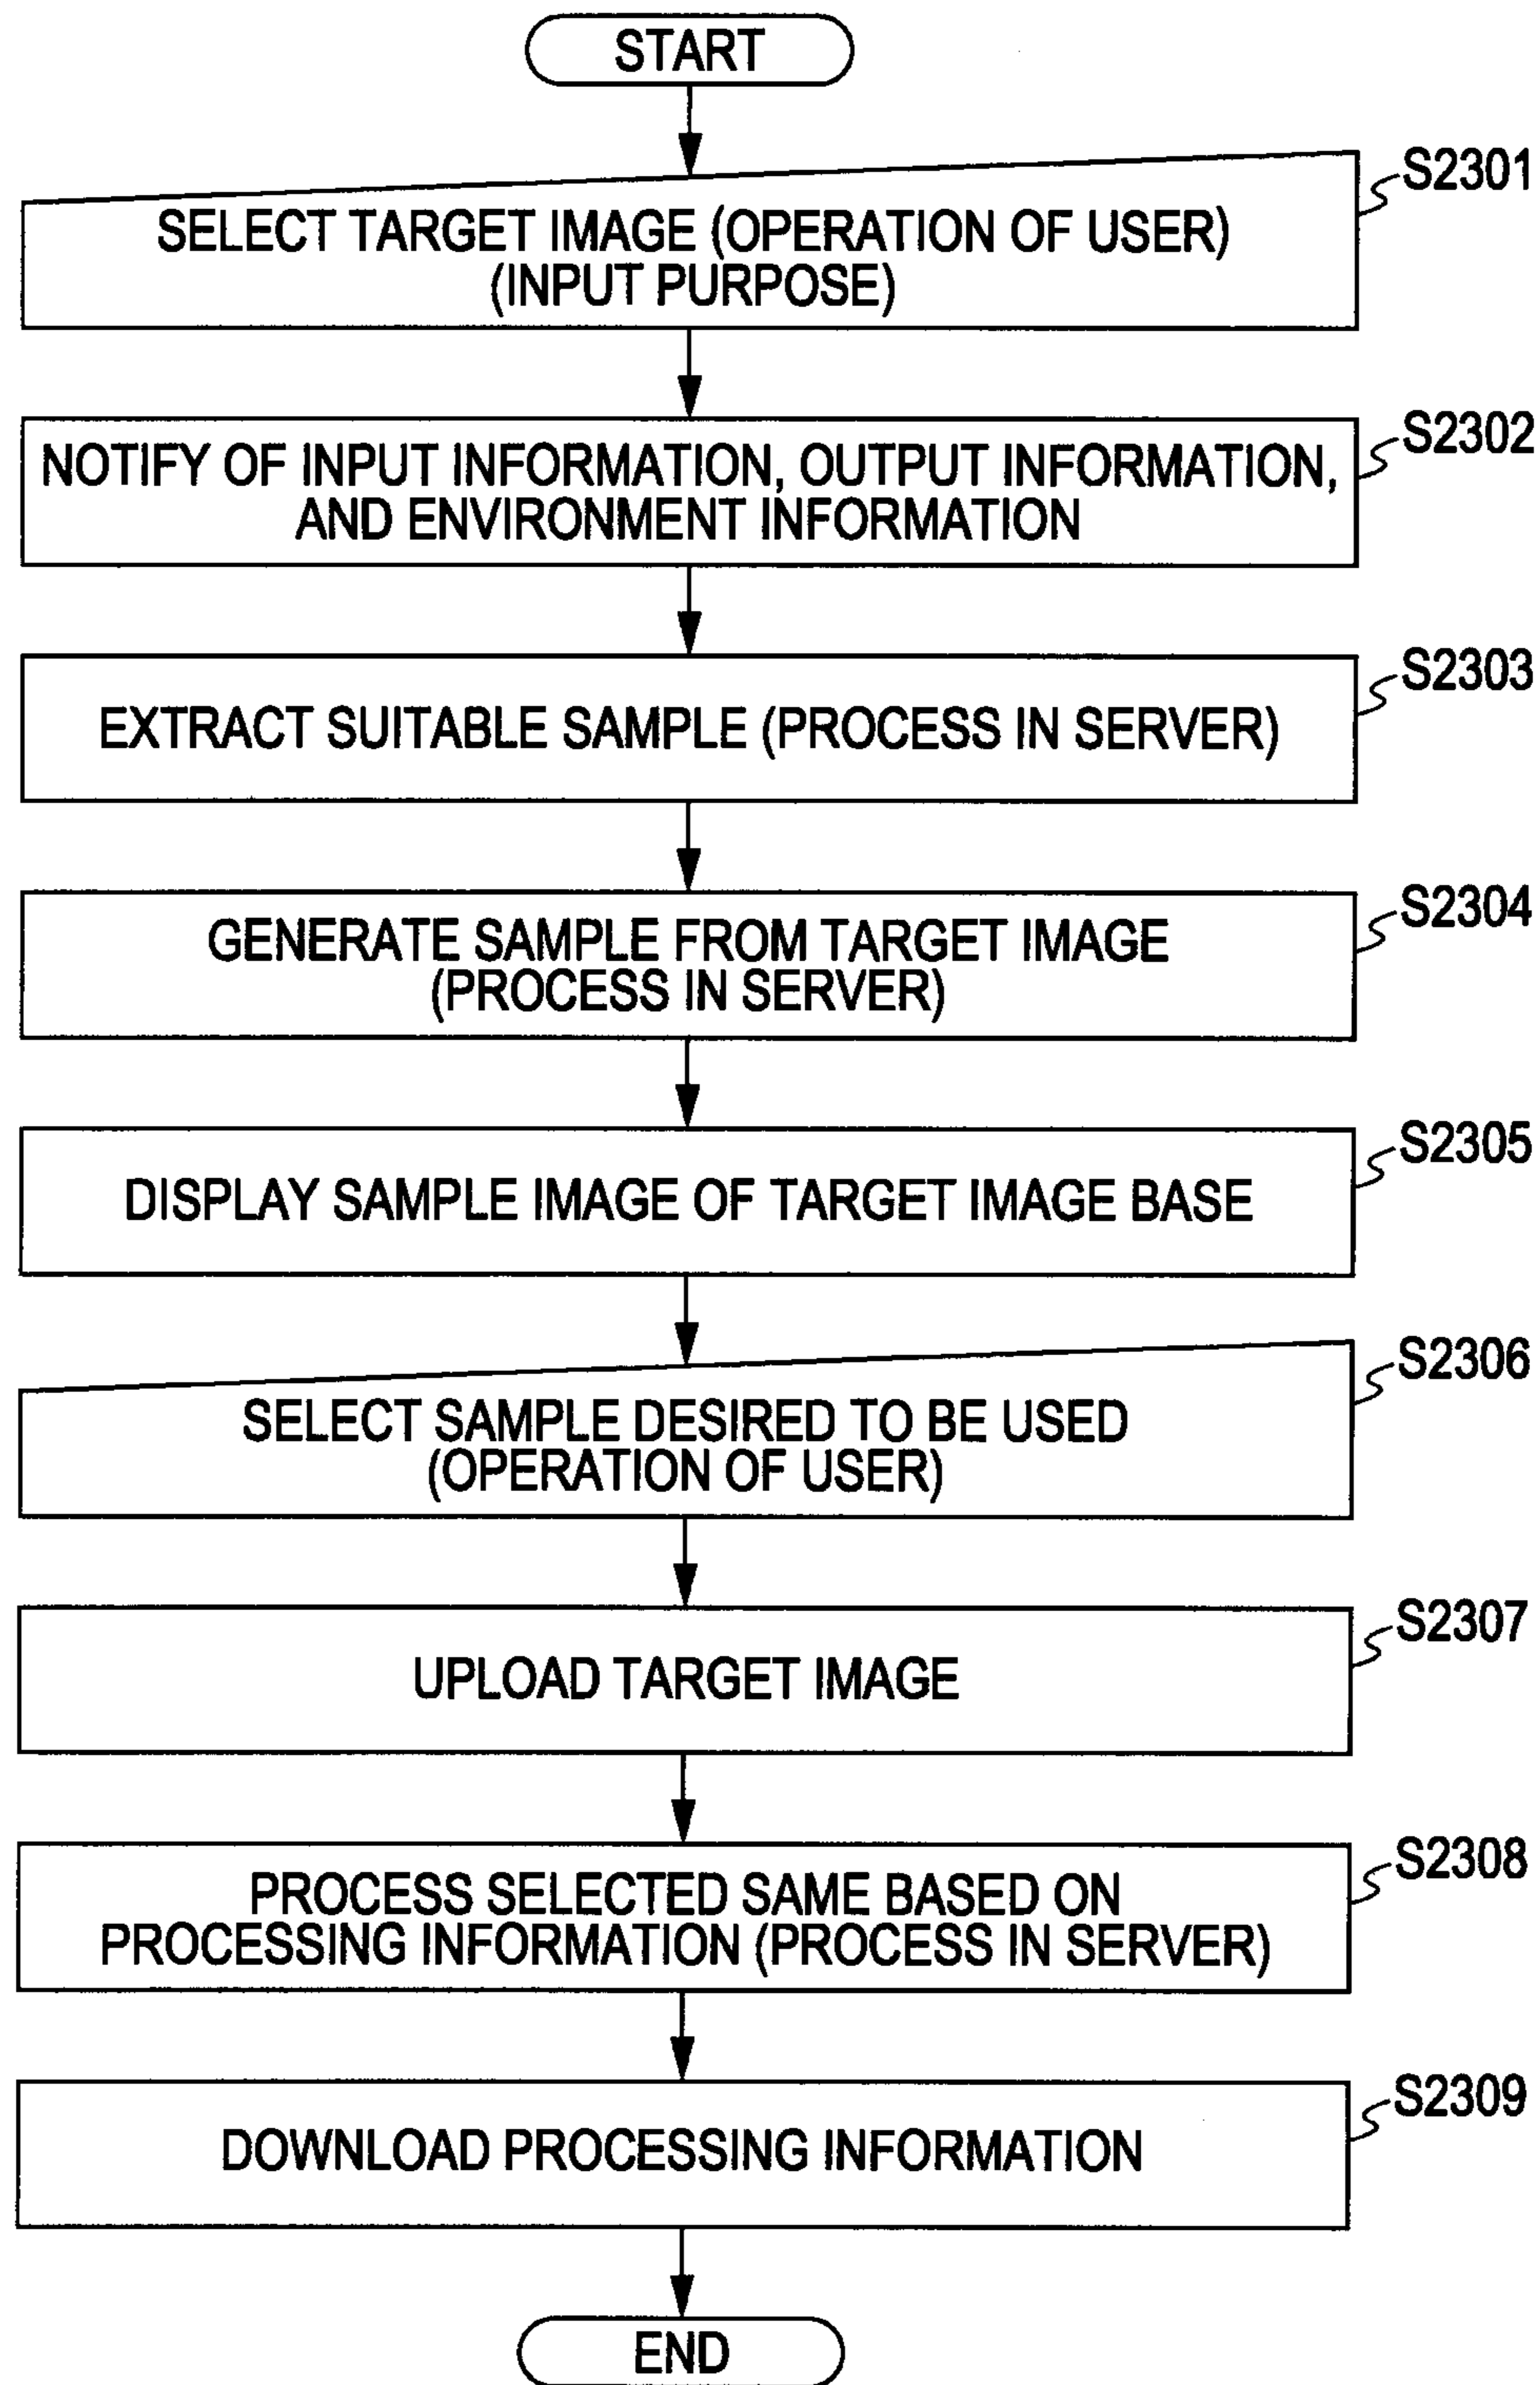 START
S2301
SELECT TARGET IMAGE (OPERATION OF USER)
(INPUT PURPOSE)
S2302
NOTIFY OF INPUT INFORMATION, OUTPUT INFORMATION,
AND ENVIRONMENT INFORMATION
S2303
EXTRACT SUITABLE SAMPLE (PROCESS IN SERVER)
S2304
GENERATE SAMPLE FROM TARGET IMAGE
(PROCESS IN SERVER)
S2305
DISPLAY SAMPLE IMAGE OF TARGET IMAGE BASE
S2306
SELECT SAMPLE DESIRED TO BE USED
(OPERATION OF USER)
S2307
UPLOAD TARGET IMAGE
S2308
PROCESS SELECTED SAME BASED ON
PROCESSING INFORMATION (PROCESS IN SERVER)
S2309
DOWNLOAD PROCESSING INFORMATION
END